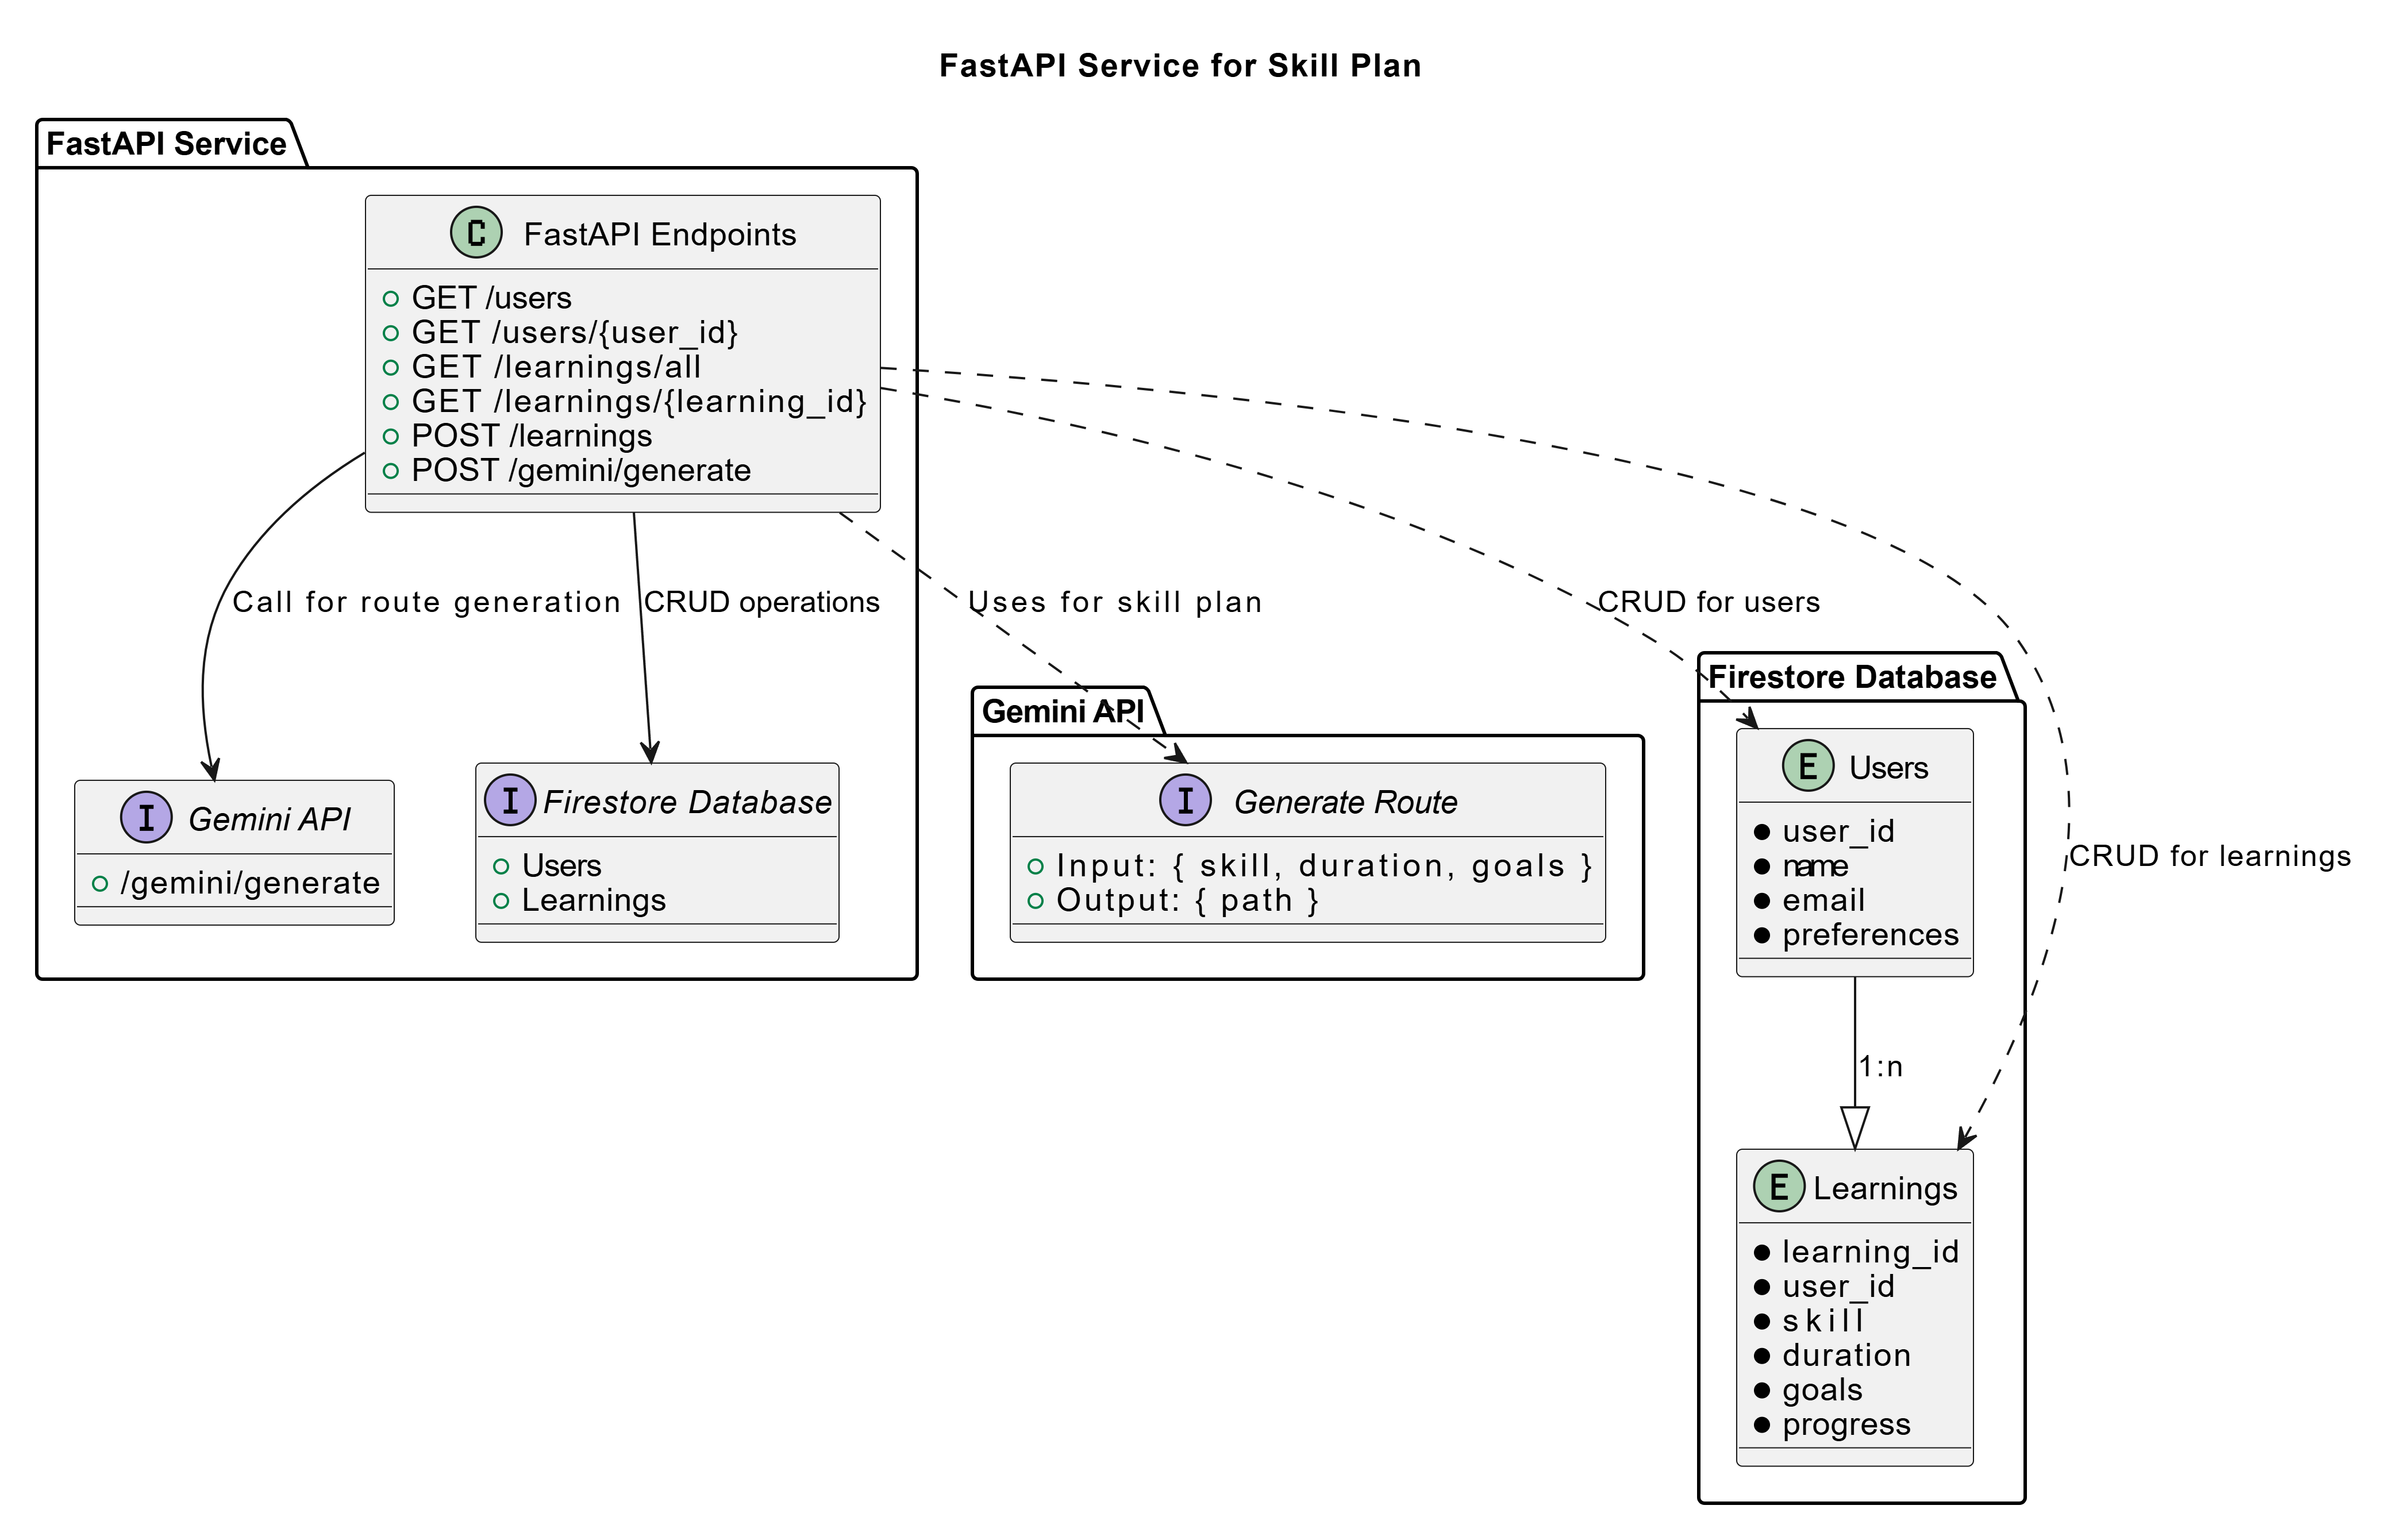 FastAPI Service for Skill Plan
FastAPI Service
C FastAPI Endpoints
GET /users
GET /users/{user_id}
GET /learnings/all
GET /learnings/{learning_id}
POST /learnings
POST /gemini/generate
Call for route generation
CRUD operations
Uses for skill plan
CRUD for users
I Gemini API
/gemini/generate
I Firestore Database
Users
Learnings
Gemini API
I Generate Route
Input: { skill, duration, goals }
Output: { path }
Firestore Database
E Users
user_id
name
email
preferences
CRUD for learnings
1:n
E Learnings
learning_id
user_id
skill
duration
goals
progress